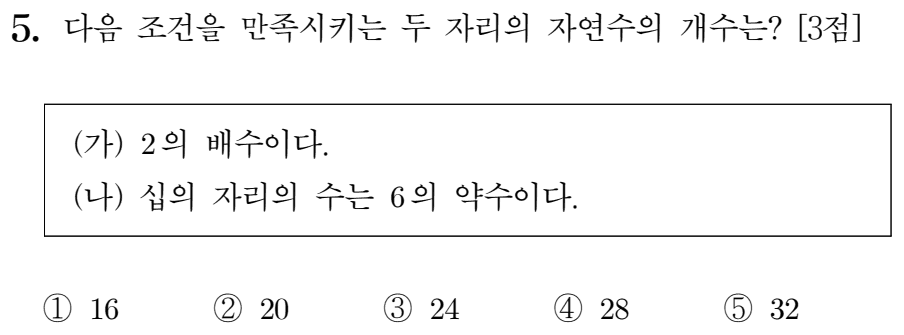 5. 다음 조건을 만족시키는 두 자리의 자연수의 개수는? [3점]
(가) 2의 배수이다.
(나) 십의 자리의 수는 6의 약수이다.
① 16 ② 20 ③ 24 ④ 28 ⑤ 32